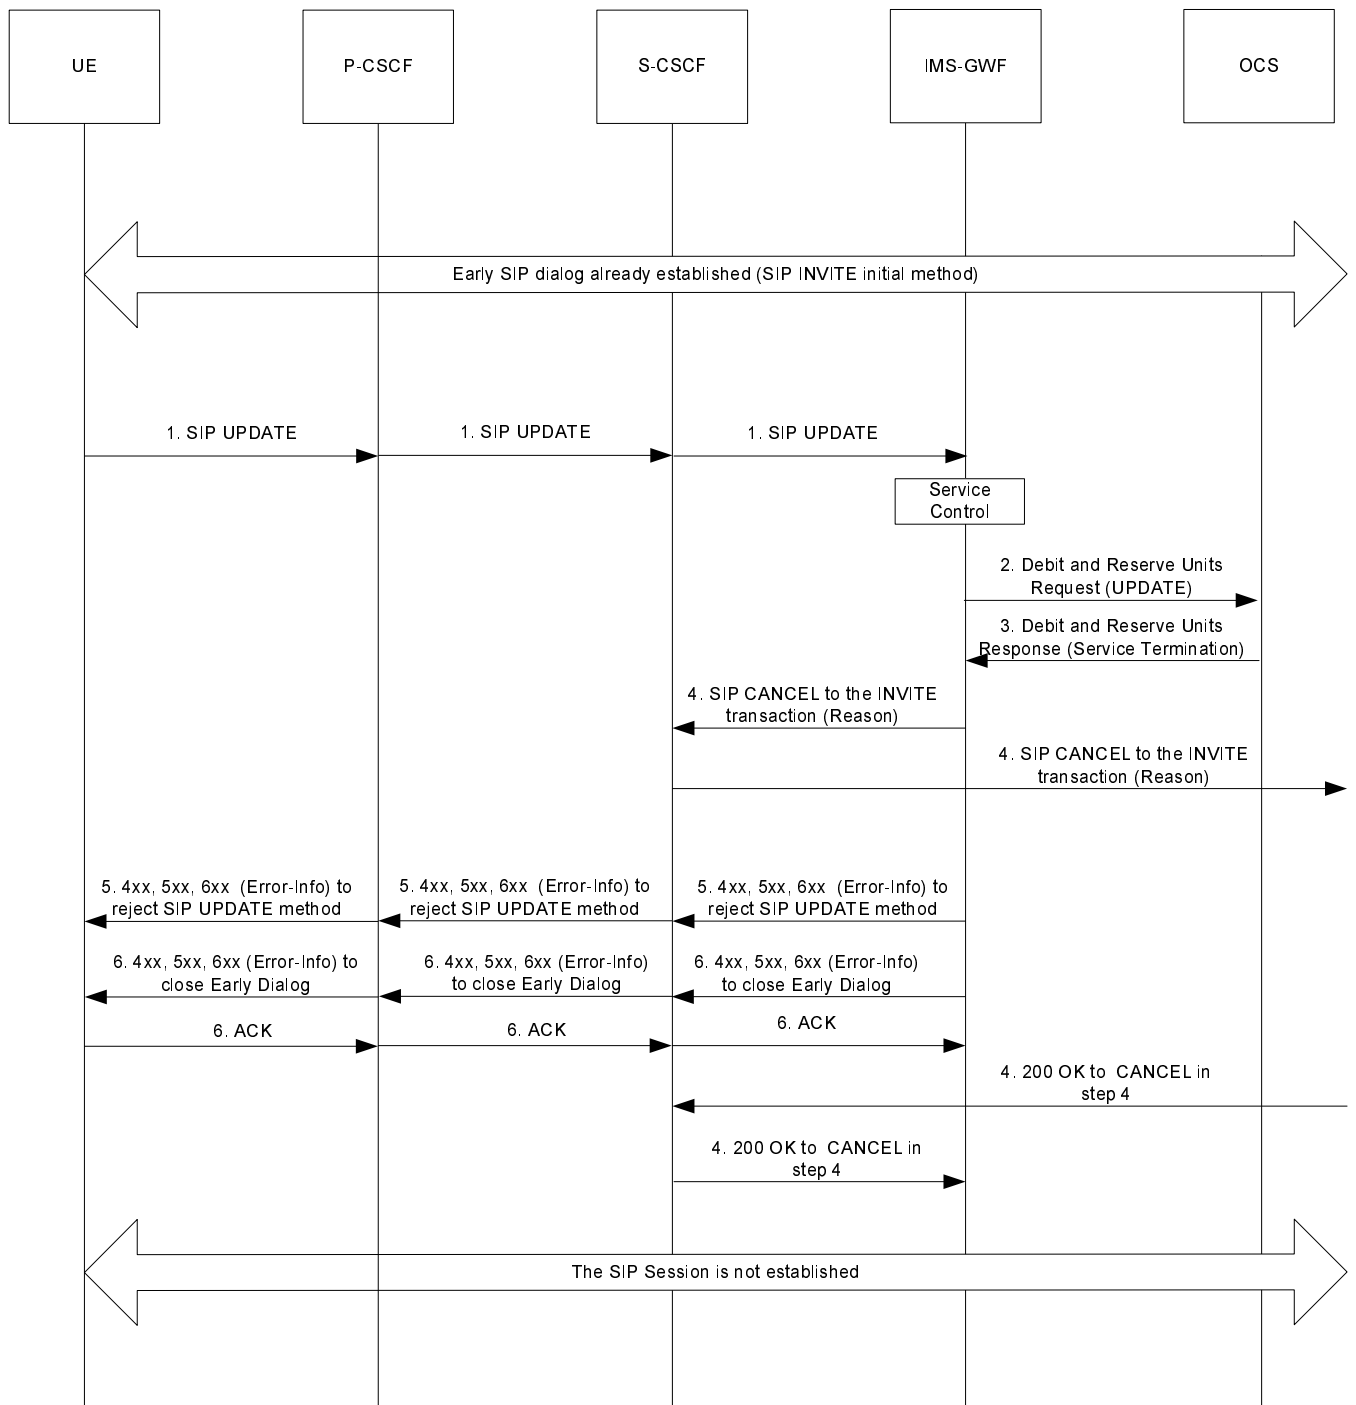 UE
P-CSCF
S-CSCF
IMS-GWF
OCS
Early SIP dialog already established (SIP INVITE initial method)
1. SIP UPDATE
1. SIP UPDATE
1. SIP UPDATE
Service
Control
2. Debit and Reserve Units
Request (UPDATE)
3. Debit and Reserve Units
Response (Service Termination)
4. SIP CANCEL to the INVITE
transaction (Reason)
4. SIP CANCEL to the INVITE
transaction (Reason)
5. 4xx, 5xx, 6xx (Error-Info) to
reject SIP UPDATE method
5. 4xx, 5xx, 6xx (Error-Info) to
reject SIP UPDATE method
5. 4xx, 5xx, 6xx (Error-Info) to
reject SIP UPDATE method
6. 4xx, 5xx, 6xx (Error-Info) to
close Early Dialog
6. 4xx, 5xx, 6xx (Error-Info)
to close Early Dialog
6. 4xx, 5xx, 6xx (Error-Info)
to close Early Dialog
6. ACK
6. ACK
6. ACK
4. 200 OK to CANCEL in
step 4
4. 200 OK to CANCEL in
step 4
The SIP Session is not established